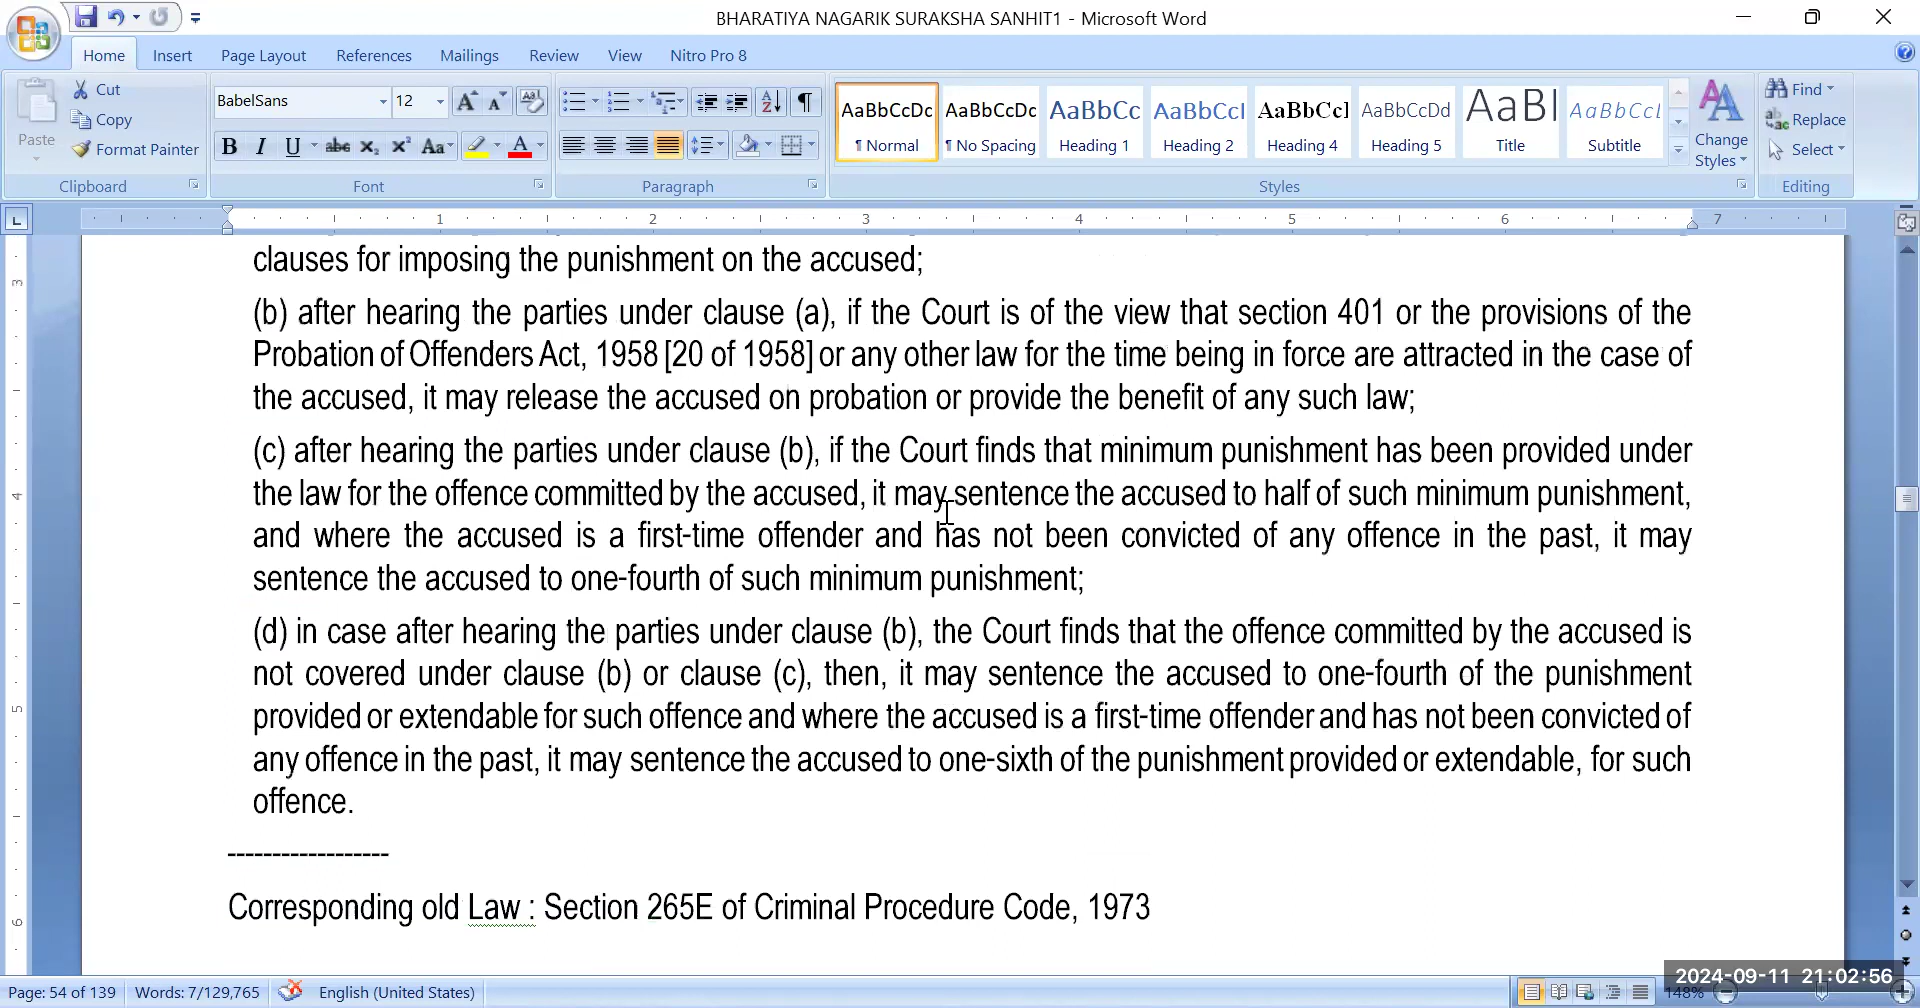 BHARATIYA NAGARIK SURAKSHA SANHIT1 - Microsoft Word
Home Insert Page Layout References Mailings Review View Nitro Pro 8
Paste
Cut
Copy
Format Painter
Clipboard
BabelSans 12
Font
Paragraph
AaBbCcDc AaBbCcDc AaBbCc AaBbCcI AaBbCcI AaBbCcDd AaBI AaBbCcL
¶ Normal ¶ No Spacing Heading 1 Heading 2 Heading 4 Heading 5 Title Subtitle
Change
Styles
Styles
Find
Replace
Select
Editing
1 2 3 4 5 6 7
3
4
5
6
clauses for imposing the punishment on the accused;
(b) after hearing the parties under clause (a), if the Court is of the view that section 401 or the provisions of the
Probation of Offenders Act, 1958 [20 of 1958] or any other law for the time being in force are attracted in the case of
the accused, it may release the accused on probation or provide the benefit of any such law;
(c) after hearing the parties under clause (b), if the Court finds that minimum punishment has been provided under
the law for the offence committed by the accused, it may sentence the accused to half of such minimum punishment,
and where the accused is a first-time offender and has not been convicted of any offence in the past, it may
sentence the accused to one-fourth of such minimum punishment;
(d) in case after hearing the parties under clause (b), the Court finds that the offence committed by the accused is
not covered under clause (b) or clause (c), then, it may sentence the accused to one-fourth of the punishment
provided or extendable for such offence and where the accused is a first-time offender and has not been convicted of
any offence in the past, it may sentence the accused to one-sixth of the punishment provided or extendable, for such
offence.
------------------
Corresponding old Law : Section 265E of Criminal Procedure Code, 1973
2024-09-11 21:02:56
Page: 54 of 139 Words: 7/129,765 English (United States) 148%